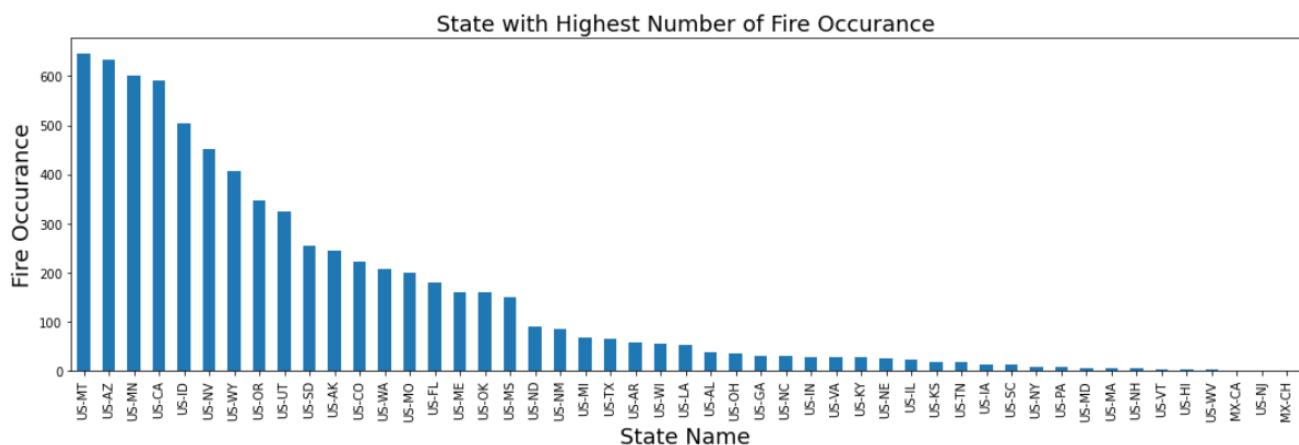 State with Highest Number of Fire Occurance
Fire Occurance
600
500
400
300
200
100
0
US-MT
US-AZ
US-MN
US-CA
US-ID
US-NV
US-WY
US-OR
US-UT
US-SD
US-AK
US-CO
US-WA
US-MO
US-FL
US-ME
US-OK
US-MS
US-ND
US-NM
US-MI
US-TX
US-AR
US-WI
US-LA
US-AL
US-OH
US-GA
US-NC
US-IN
US-VA
US-KY
US-NE
US-IL
US-KS
US-TN
US-IA
US-SC
US-NY
US-PA
US-MD
US-MA
US-NH
US-VT
US-HI
US-WV
MX-CA
US-NJ
MX-CH
State Name